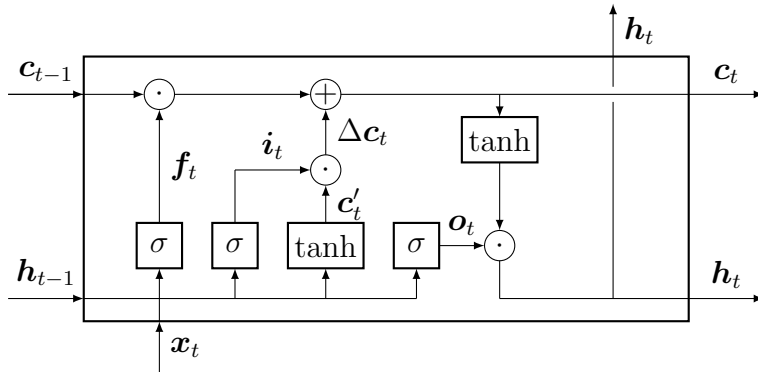 h_t
c_{t-1}
c_t
Δc_t
tanh
i_t
f_t
c'_t
o_t
σ
σ
tanh
σ
h_{t-1}
h_t
x_t